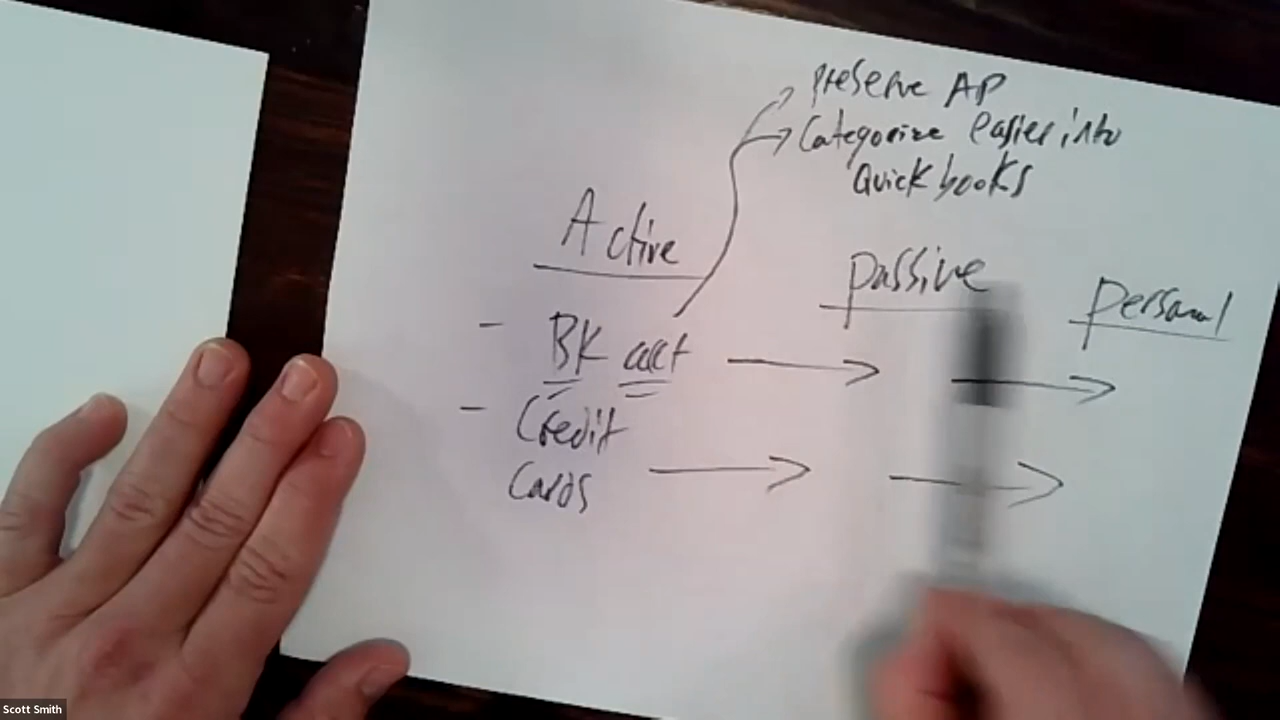 Preserve AP
Categorize easier into
Quickbooks
Active
Passive
Personal
- BK acct
- Credit
Cards
Scott Smith